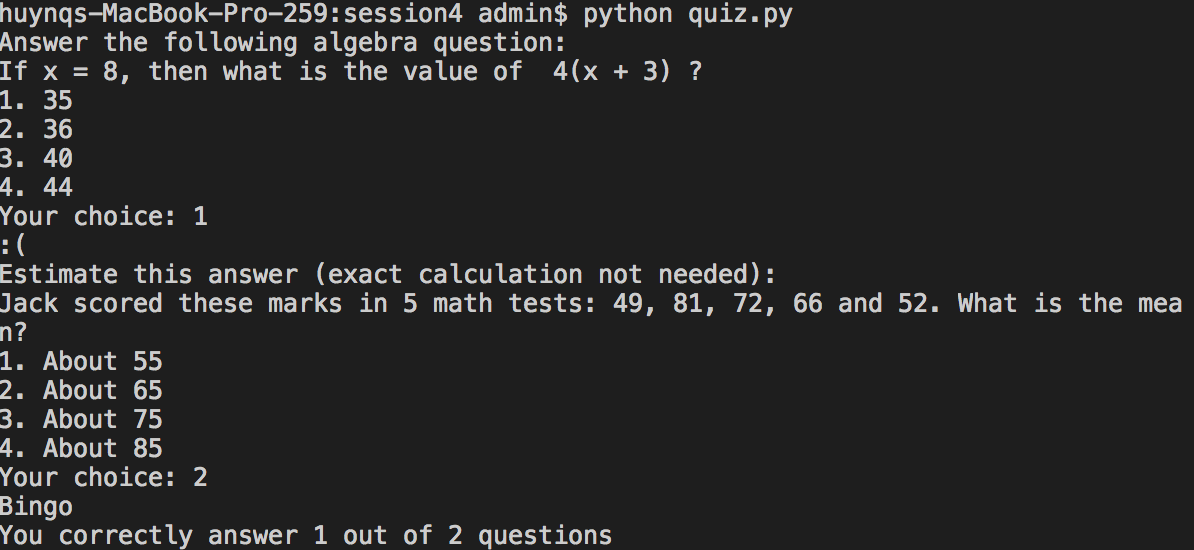 huynqs-MacBook-Pro-259:session4 admin$ python quiz.py
Answer the following algebra question:
If x = 8, then what is the value of  4(x + 3) ?
1. 35
2. 36
3. 40
4. 44
Your choice: 1
:(
Estimate this answer (exact calculation not needed):
Jack scored these marks in 5 math tests: 49, 81, 72, 66 and 52. What is the mea
n?
1. About 55
2. About 65
3. About 75
4. About 85
Your choice: 2
Bingo
You correctly answer 1 out of 2 questions